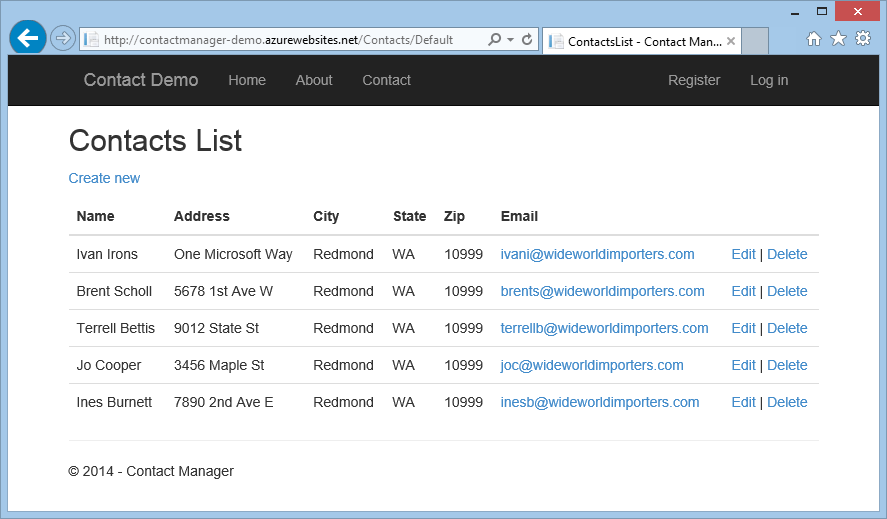 http://contactmanager-demo.azurewebsites.net/Contacts/Default
ContactsList - Contact Man...
Contact Demo Home About Contact Register Log in
Contacts List
Create new
Name Address City State Zip Email
Ivan Irons One Microsoft Way Redmond WA 10999 ivani@wideworldimporters.com Edit | Delete
Brent Scholl 5678 1st Ave W Redmond WA 10999 brents@wideworldimporters.com Edit | Delete
Terrell Bettis 9012 State St Redmond WA 10999 terrellb@wideworldimporters.com Edit | Delete
Jo Cooper 3456 Maple St Redmond WA 10999 joc@wideworldimporters.com Edit | Delete
Ines Burnett 7890 2nd Ave E Redmond WA 10999 inesb@wideworldimporters.com Edit | Delete
© 2014 - Contact Manager